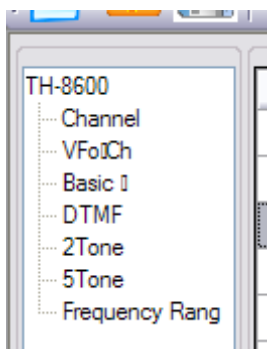 TH-8600
Channel
VFo▯Ch
Basic ▯
DTMF
2Tone
5Tone
Frequency Rang